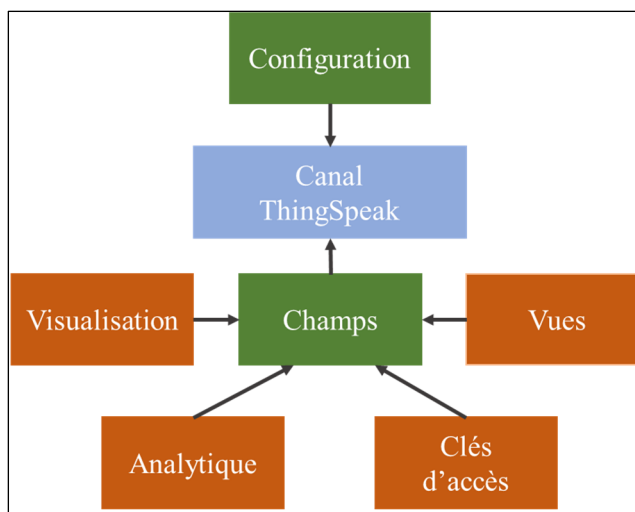 Configuration
Canal
ThingSpeak
Visualisation
Champs
Vues
Analytique
Clés
d’accès